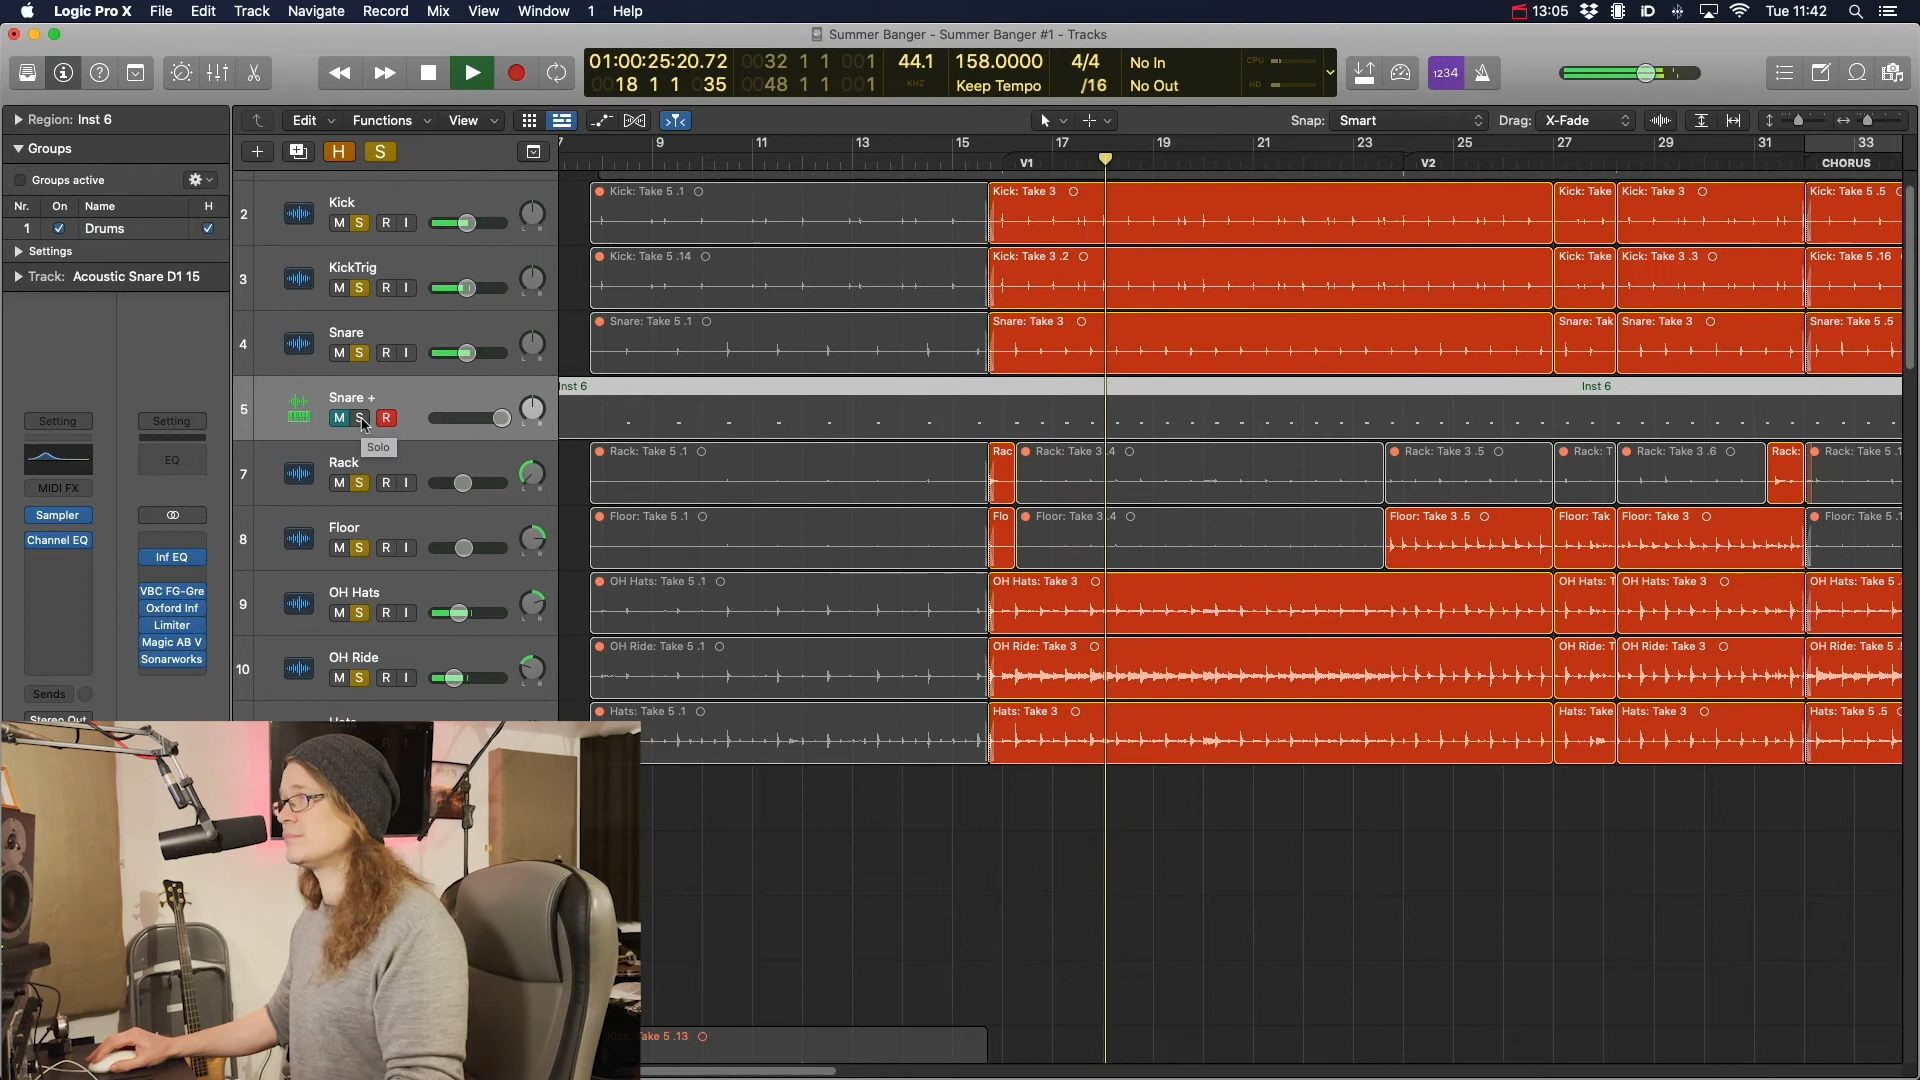 Logic Pro X File Edit Track Navigate Record Mix View Window 1 Help
13:05 iD Tue 11:42
Summer Banger - Summer Banger #1 - Tracks
01:00:25:20.72 0032 1 1 001 44.1 158.0000 4/4 No In CPU
0018 1 1 035 0048 1 1 001 KHZ Keep Tempo /16 No Out HD
1234
Region: Inst 6
Edit Functions View Snap: Smart Drag: X-Fade
Groups
H S
7 9 11 13 15 17 19 21 23 25 27 29 31 33
V1 V2 CHORUS
Groups active
Nr. On Name H
1 Drums
Settings
Track: Acoustic Snare D1 15
2 Kick
M S R I
L R
Kick: Take 5 .1 Kick: Take 3 Kick: Take Kick: Take 3 Kick: Take 5 .5
3 KickTrig
M S R I
L R
Kick: Take 5 .14 Kick: Take 3 .2 Kick: Take Kick: Take 3 .3 Kick: Take 5 .16
4 Snare
M S R I
L R
Snare: Take 5 .1 Snare: Take 3 Snare: Tak Snare: Take 3 Snare: Take 5 .5
5 Snare +
M S R
L R
Solo
Inst 6 Inst 6
7 Rack
M S R I
L R
Rack: Take 5 .1 Rac Rack: Take 3 .4 Rack: Take 3 .5 Rack: T Rack: Take 3 .6 Rack: Rack: Take 5 .1
8 Floor
M S R I
L R
Floor: Take 5 .1 Flo Floor: Take 3 .4 Floor: Take 3 .5 Floor: Tak Floor: Take 3 Floor: Take 5 .1
9 OH Hats
M S R I
L R
OH Hats: Take 5 .1 OH Hats: Take 3 OH Hats: T OH Hats: Take 3 OH Hats: Take 5 .
10 OH Ride
M S R I
L R
OH Ride: Take 5 .1 OH Ride: Take 3 OH Ride: T OH Ride: Take 3 OH Ride: Take 5 .
Hats
R I
Hats: Take 5 .1 Hats: Take 3 Hats: Take Hats: Take 3 Hats: Take 5 .5
Take 5 .13
Setting Setting
EQ
MIDI FX
Sampler
Channel EQ
Inf EQ
VBC FG-Gre
Oxford Inf
Limiter
Magic AB V
Sonarworks
Sends
Stereo Out